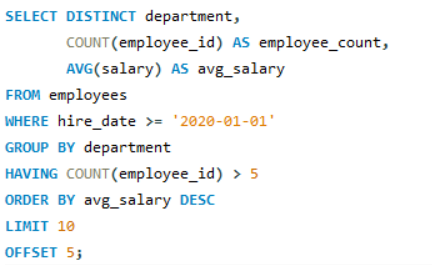 SELECT DISTINCT department,
       COUNT(employee_id) AS employee_count,
       AVG(salary) AS avg_salary
FROM employees
WHERE hire_date >= '2020-01-01'
GROUP BY department
HAVING COUNT(employee_id) > 5
ORDER BY avg_salary DESC
LIMIT 10
OFFSET 5;